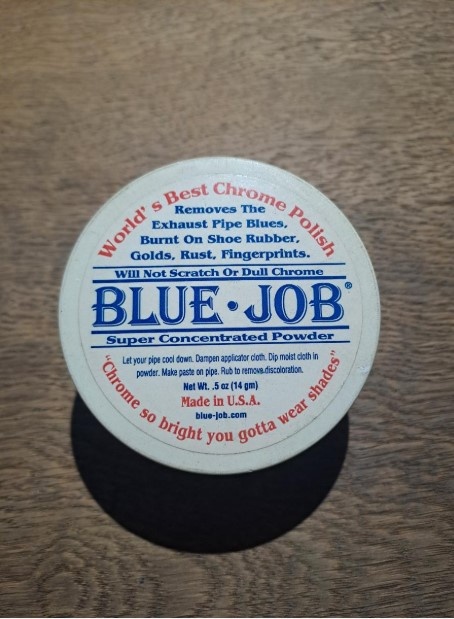 World's Best Chrome Polish
Removes The
Exhaust Pipe Blues,
Burnt On Shoe Rubber,
Golds, Rust, Fingerprints.
Will Not Scratch Or Dull Chrome
BLUE•JOB®
Super Concentrated Powder
Let your pipe cool down. Dampen applicator cloth. Dip moist cloth in
powder. Make paste on pipe. Rub to remove discoloration.
Net Wt. .5 oz (14 gm)
Made in U.S.A.
blue-job.com
"Chrome so bright you gotta wear shades"